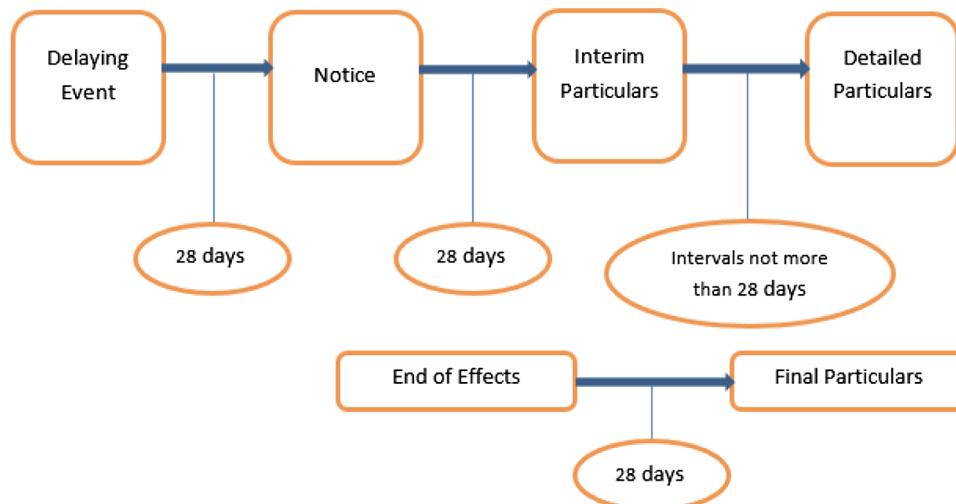 Delaying
Event
Notice
Interim
Particulars
Detailed
Particulars
28 days
28 days
Intervals not more
than 28 days
End of Effects
Final Particulars
28 days